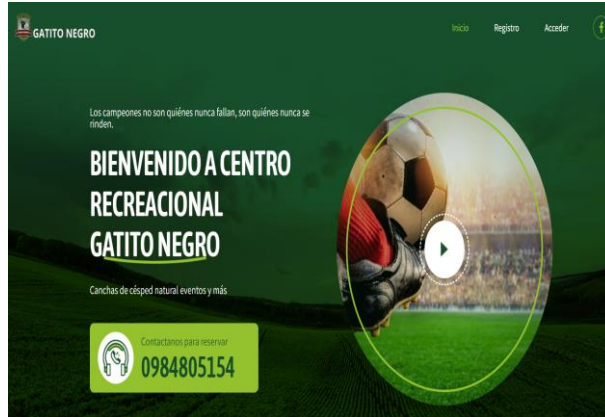 GATITO NEGRO
Inicio Registro Acceder
Los campeones no son quiénes nunca fallan, son quiénes nunca se
rinden.
BIENVENIDO A CENTRO
RECREACIONAL
GATITO NEGRO
Canchas de césped natural eventos y más
Contactanos para reservar
0984805154